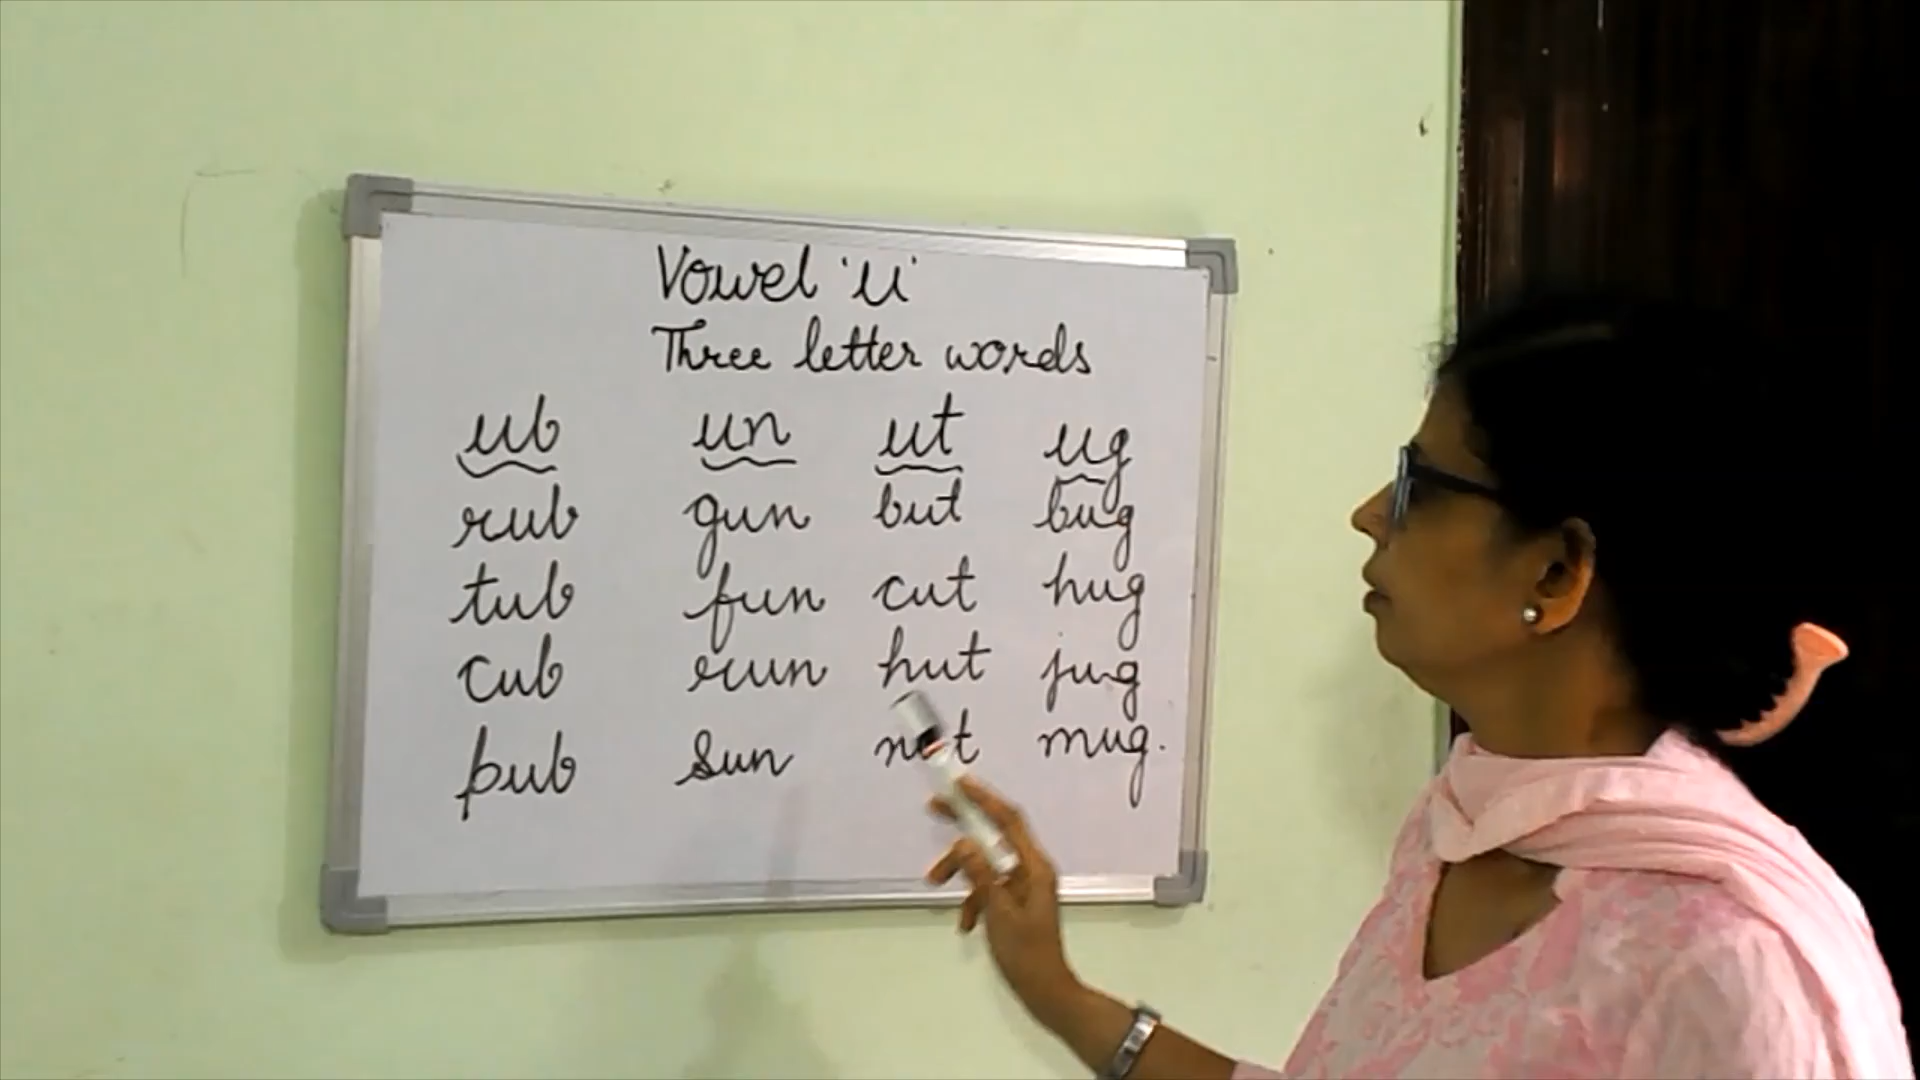 Vowel 'u'
Three letter words
ub un ut ug
rub gun but bug
tub fun cut hug
cub run hut jug
pub sun mug.